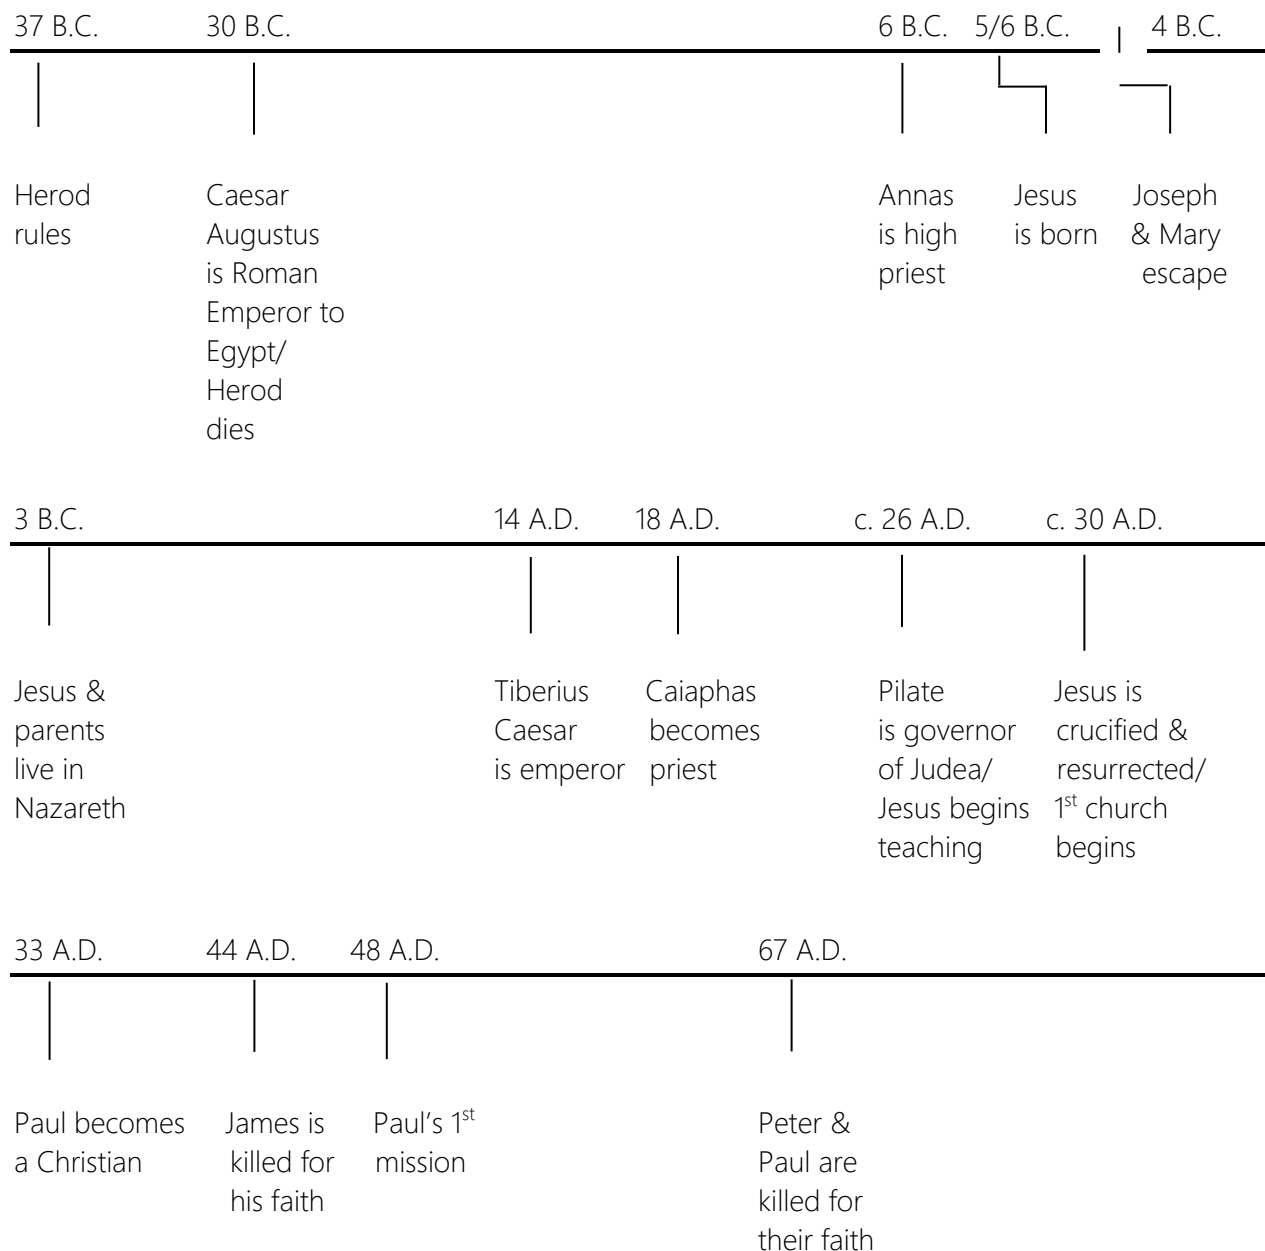 37 B.C. 30 B.C. 6 B.C. 5/6 B.C. 4 B.C.
Herod Caesar Annas Jesus Joseph
rules Augustus is high is born & Mary
is Roman priest escape
Emperor to
Egypt/
Herod
dies
3 B.C. 14 A.D. 18 A.D. c. 26 A.D. c. 30 A.D.
Jesus & Tiberius Caiaphas Pilate Jesus is
parents Caesar becomes is governor crucified &
live in is emperor priest of Judea/ resurrected/
Nazareth Jesus begins 1st church
teaching begins
33 A.D. 44 A.D. 48 A.D. 67 A.D.
Paul becomes James is Paul’s 1st Peter &
a Christian killed for mission Paul are
his faith killed for
their faith